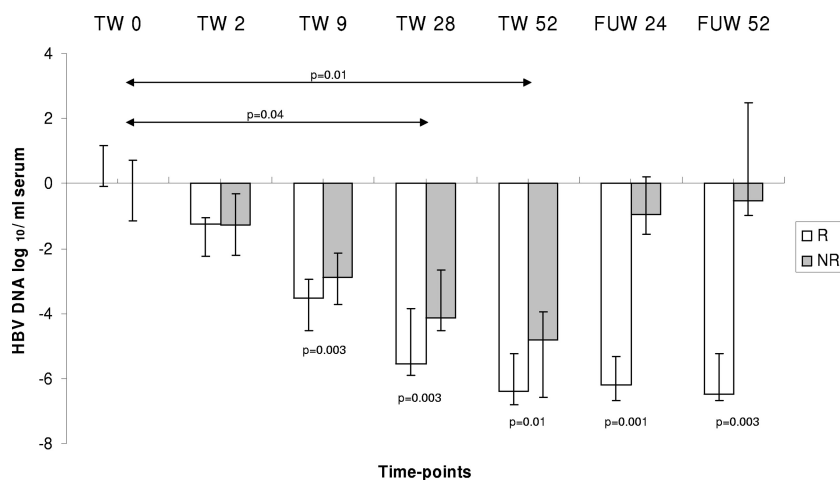 TW 0 TW 2 TW 9 TW 28 TW 52 FUW 24 FUW 52
4
p=0.01
2
p=0.04
0
-2
-4
-6
-8
HBV DNA log 10/ ml serum
R
NR
p=0.003
p=0.003
p=0.01
p=0.001
p=0.003
Time-points